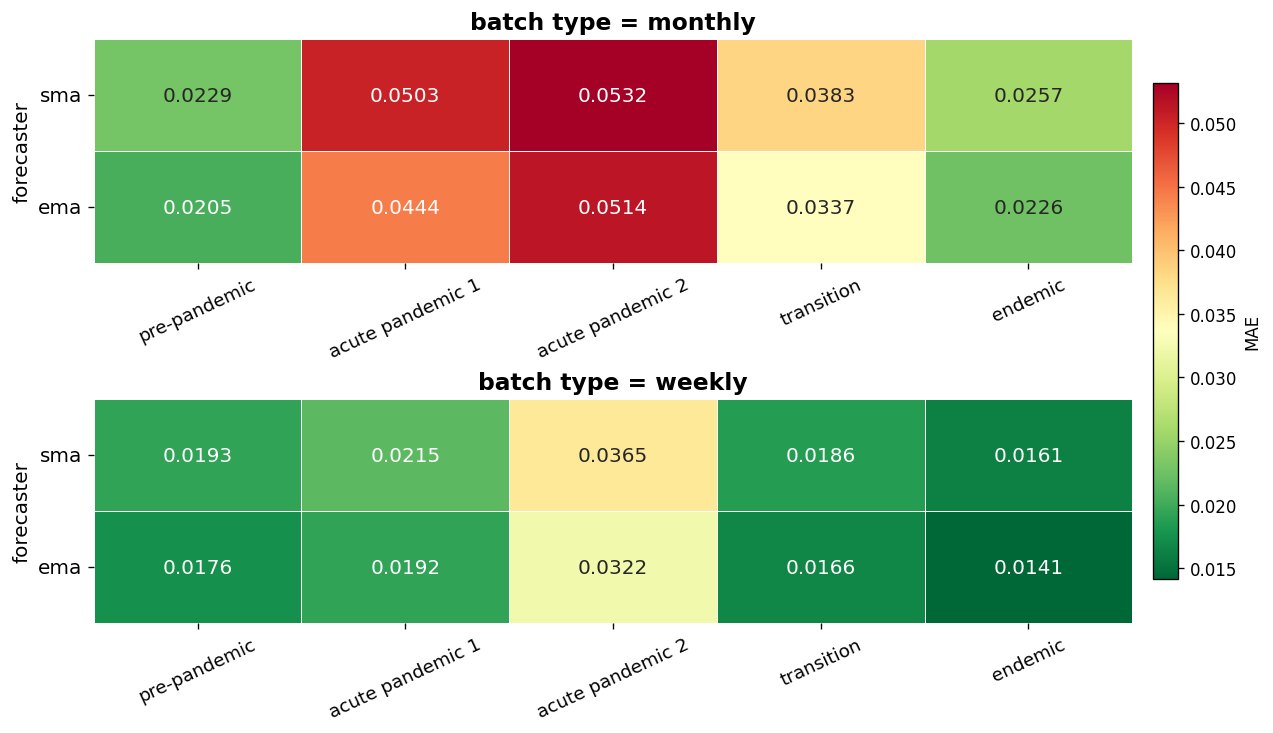 batch type = monthly
forecaster
sma
0.0229 0.0503 0.0532 0.0383 0.0257
ema
0.0205 0.0444 0.0514 0.0337 0.0226
pre-pandemic acute pandemic 1 acute pandemic 2 transition endemic
batch type = weekly
forecaster
sma
0.0193 0.0215 0.0365 0.0186 0.0161
ema
0.0176 0.0192 0.0322 0.0166 0.0141
pre-pandemic acute pandemic 1 acute pandemic 2 transition endemic
0.050
0.045
0.040
0.035
0.030
0.025
0.020
0.015
MAE